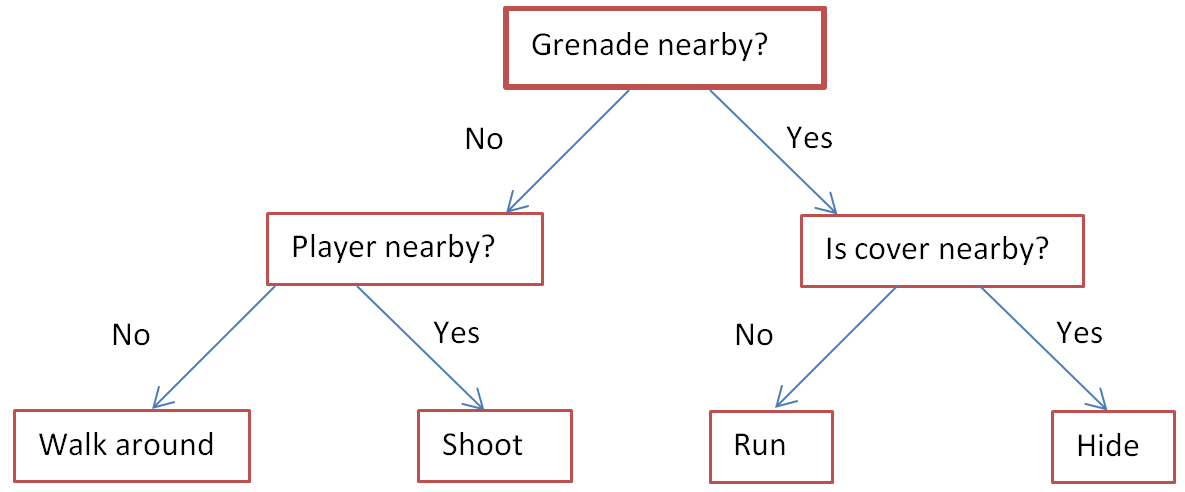 Grenade nearby?
No
Yes
Player nearby?
Is cover nearby?
No
Yes
No
Yes
Walk around
Shoot
Run
Hide